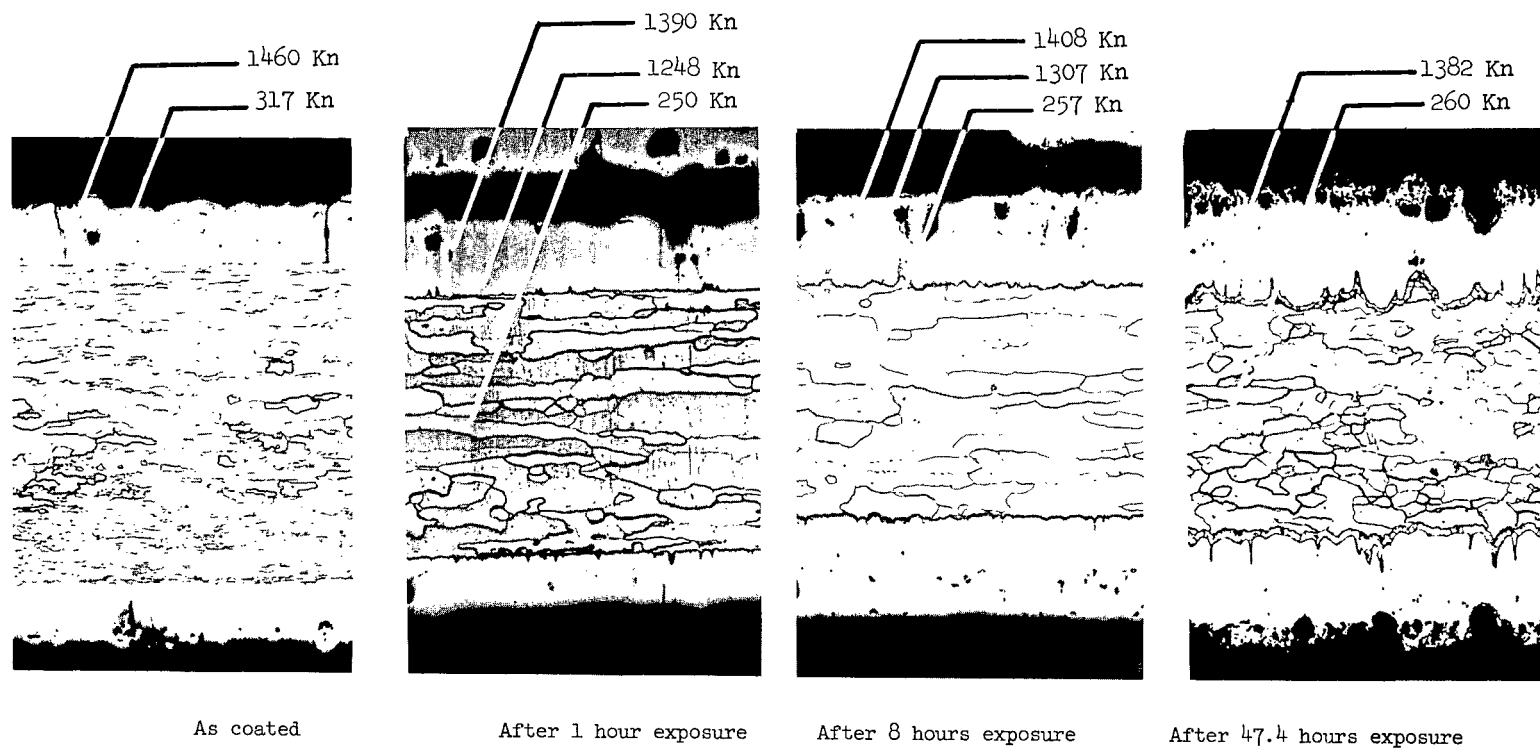 1460 Kn
317 Kn
1390 Kn
1248 Kn
250 Kn
1408 Kn
1307 Kn
257 Kn
1382 Kn
260 Kn
As coated
After 1 hour exposure
After 8 hours exposure
After 47.4 hours exposure